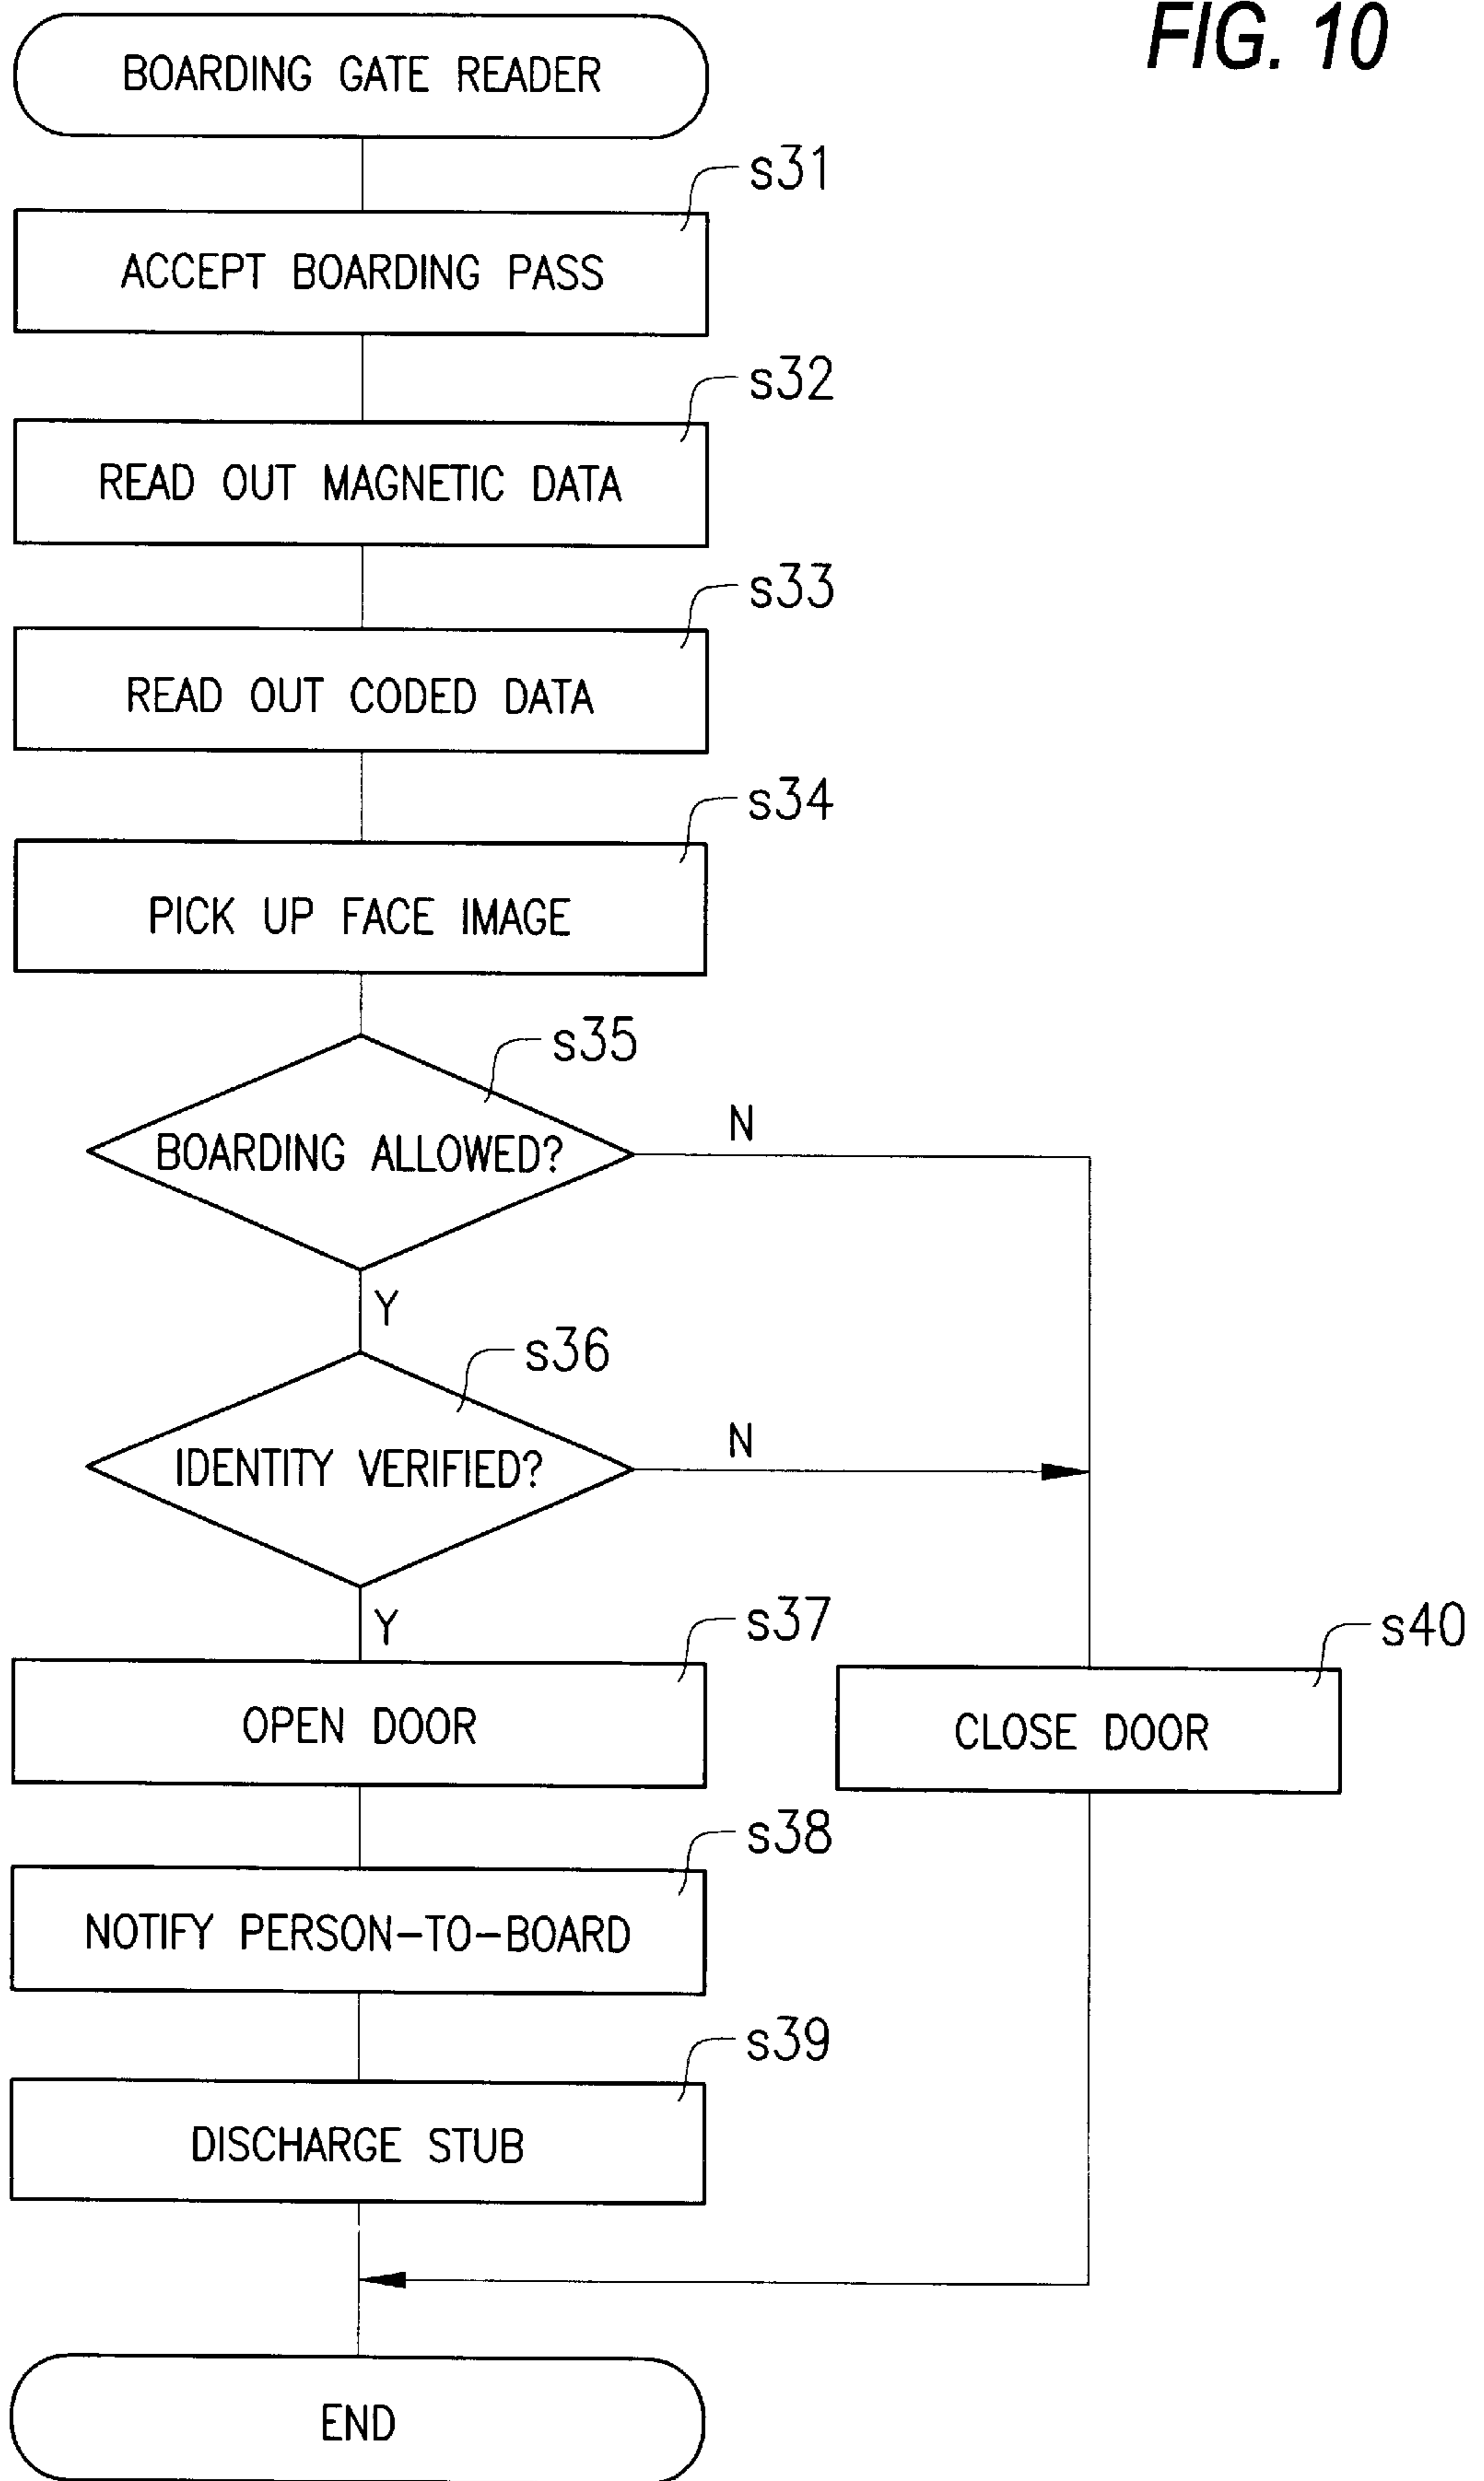 FIG. 10
BOARDING GATE READER
s31
ACCEPT BOARDING PASS
s32
READ OUT MAGNETIC DATA
s33
READ OUT CODED DATA
s34
PICK UP FACE IMAGE
s35
BOARDING ALLOWED?
N
Y
s36
IDENTITY VERIFIED?
N
Y
s37
OPEN DOOR
s40
CLOSE DOOR
s38
NOTIFY PERSON-TO-BOARD
s39
DISCHARGE STUB
END